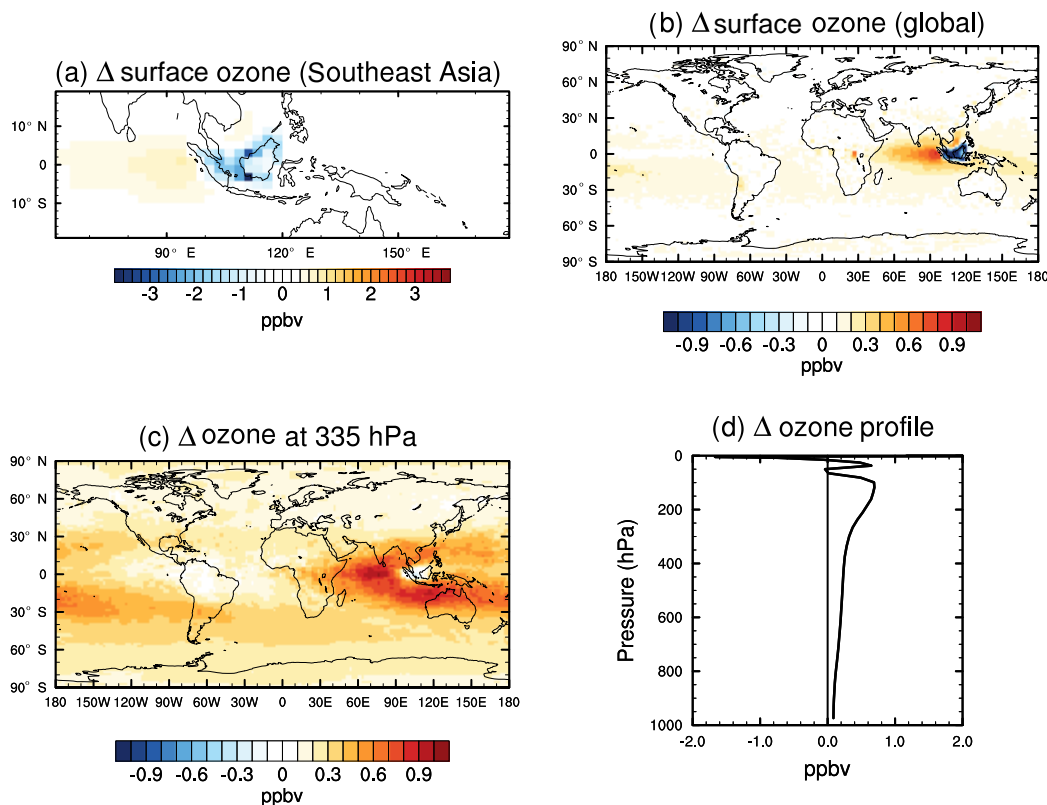 (a) Δ surface ozone (Southeast Asia)
10° N
0
10° S
90° E
120° E
150° E
-3 -2 -1 0 1 2 3
ppbv
(b) Δ surface ozone (global)
90° N
60° N
30° N
0
30° S
60° S
90° S
180 150W 120W 90W 60W 30W 0 30E 60E 90E 120E 150E 180
-0.9 -0.6 -0.3 0 0.3 0.6 0.9
ppbv
(c) Δ ozone at 335 hPa
90° N
60° N
30° N
0
30° S
60° S
90° S
180 150W 120W 90W 60W 30W 0 30E 60E 90E 120E 150E 180
-0.9 -0.6 -0.3 0 0.3 0.6 0.9
ppbv
(d) Δ ozone profile
Pressure (hPa)
0
200
400
600
800
1000
-2.0 -1.0 0.0 1.0 2.0
ppbv